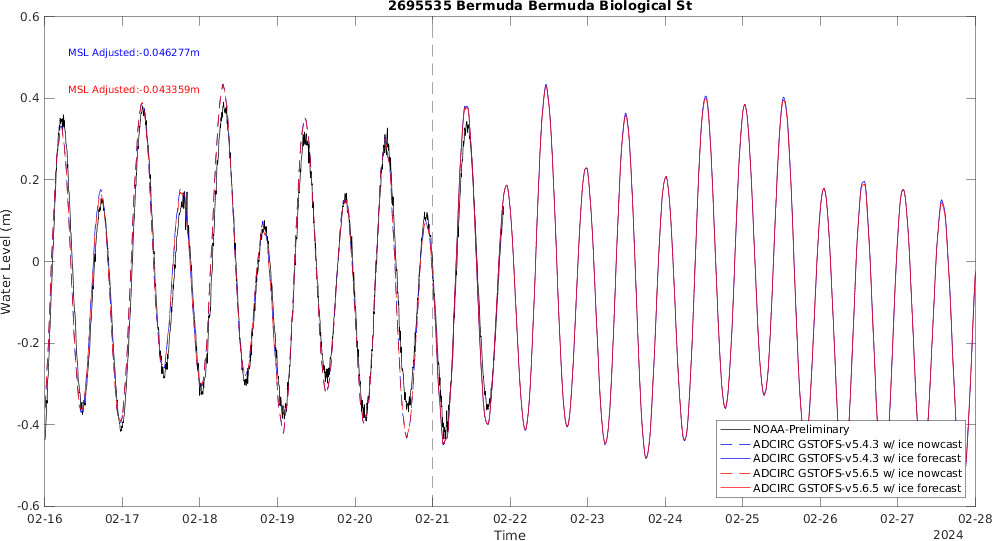 2695535 Bermuda Bermuda Biological St
MSL Adjusted:-0.046277m
MSL Adjusted:-0.043359m
Water Level (m)
0.6
0.4
0.2
0
-0.2
-0.4
-0.6
NOAA-Preliminary
ADCIRC GSTOFS-v5.4.3 w/ ice nowcast
ADCIRC GSTOFS-v5.4.3 w/ ice forecast
ADCIRC GSTOFS-v5.6.5 w/ ice nowcast
ADCIRC GSTOFS-v5.6.5 w/ ice forecast
02-16 02-17 02-18 02-19 02-20 02-21 02-22 02-23 02-24 02-25 02-26 02-27 02-28
Time
2024